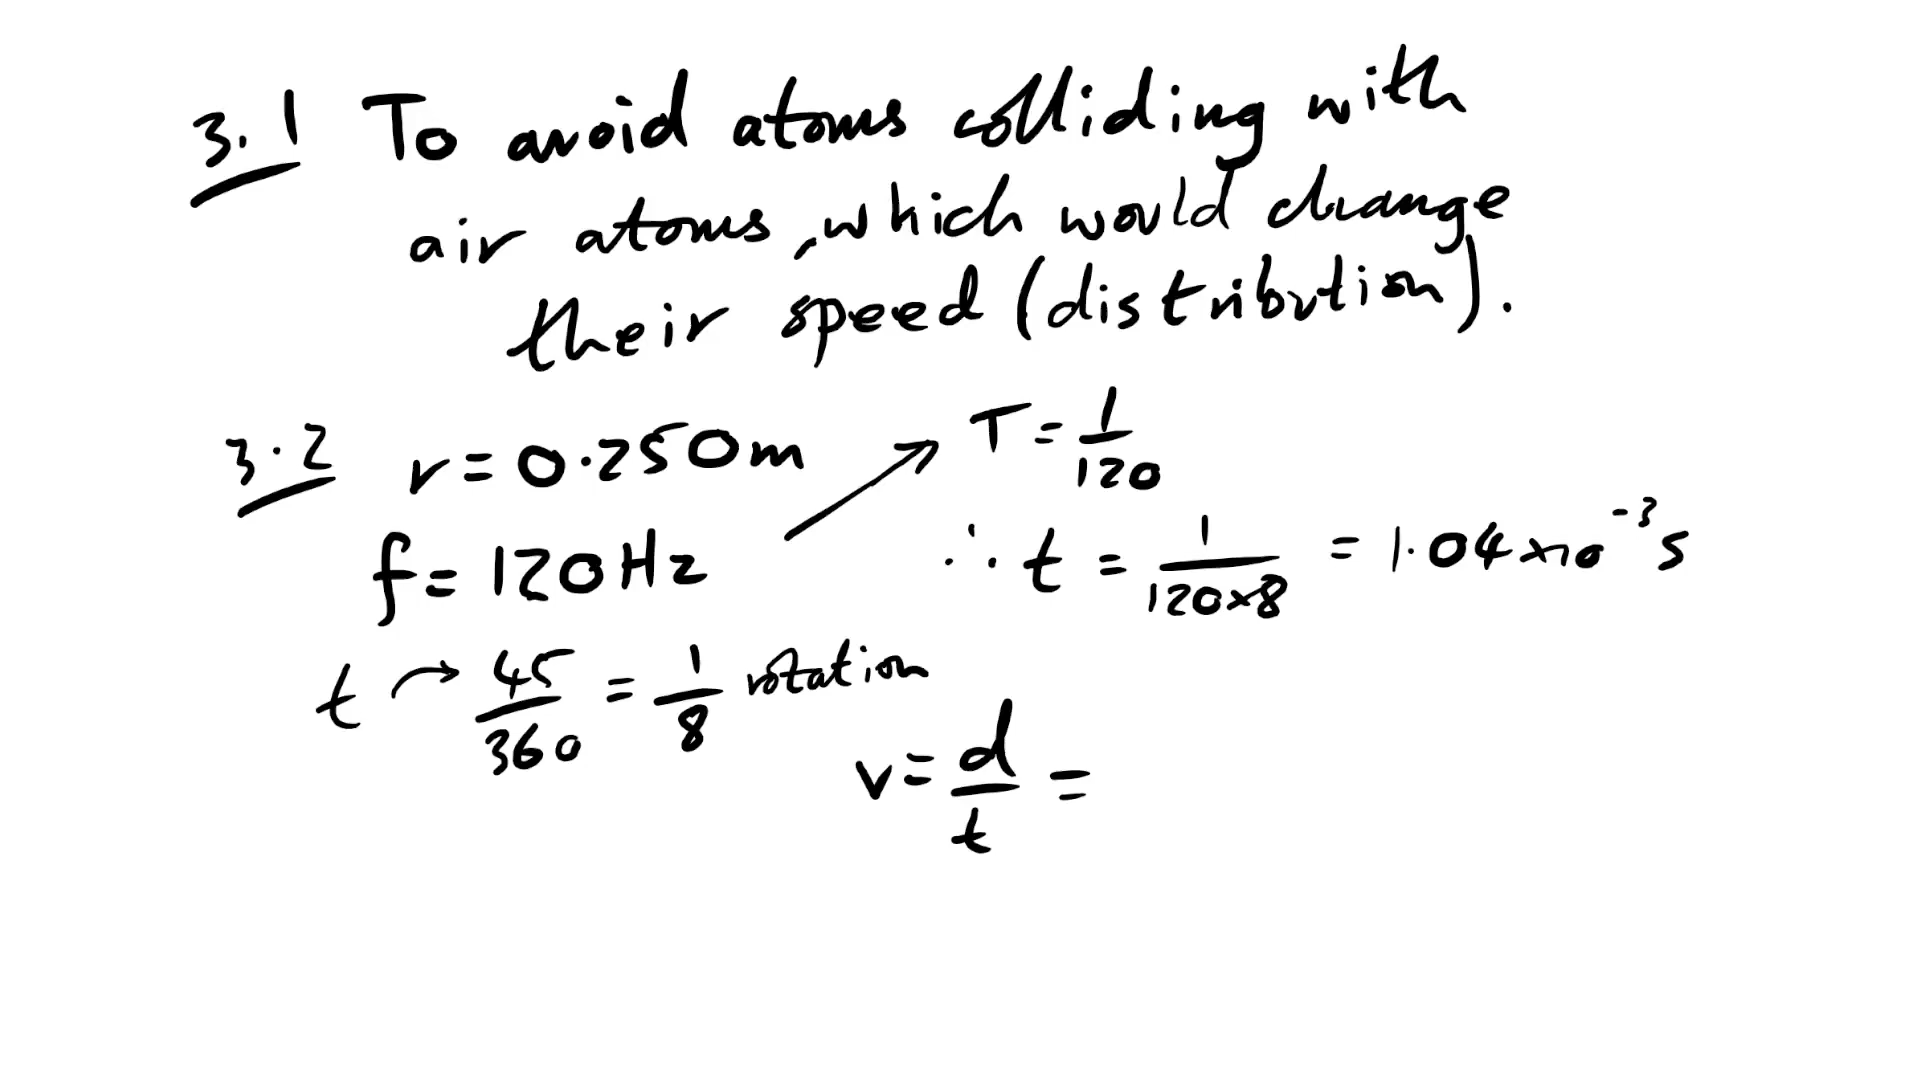 3.1 To avoid atoms colliding with
air atoms, which would change
their speed (distribution).
3.2 r = 0.250m
T = 1/120
f = 120Hz
∴ t = 1/(120×8) = 1.04×10⁻³s
t → 45/360 = 1/8 rotation
v = d/t =